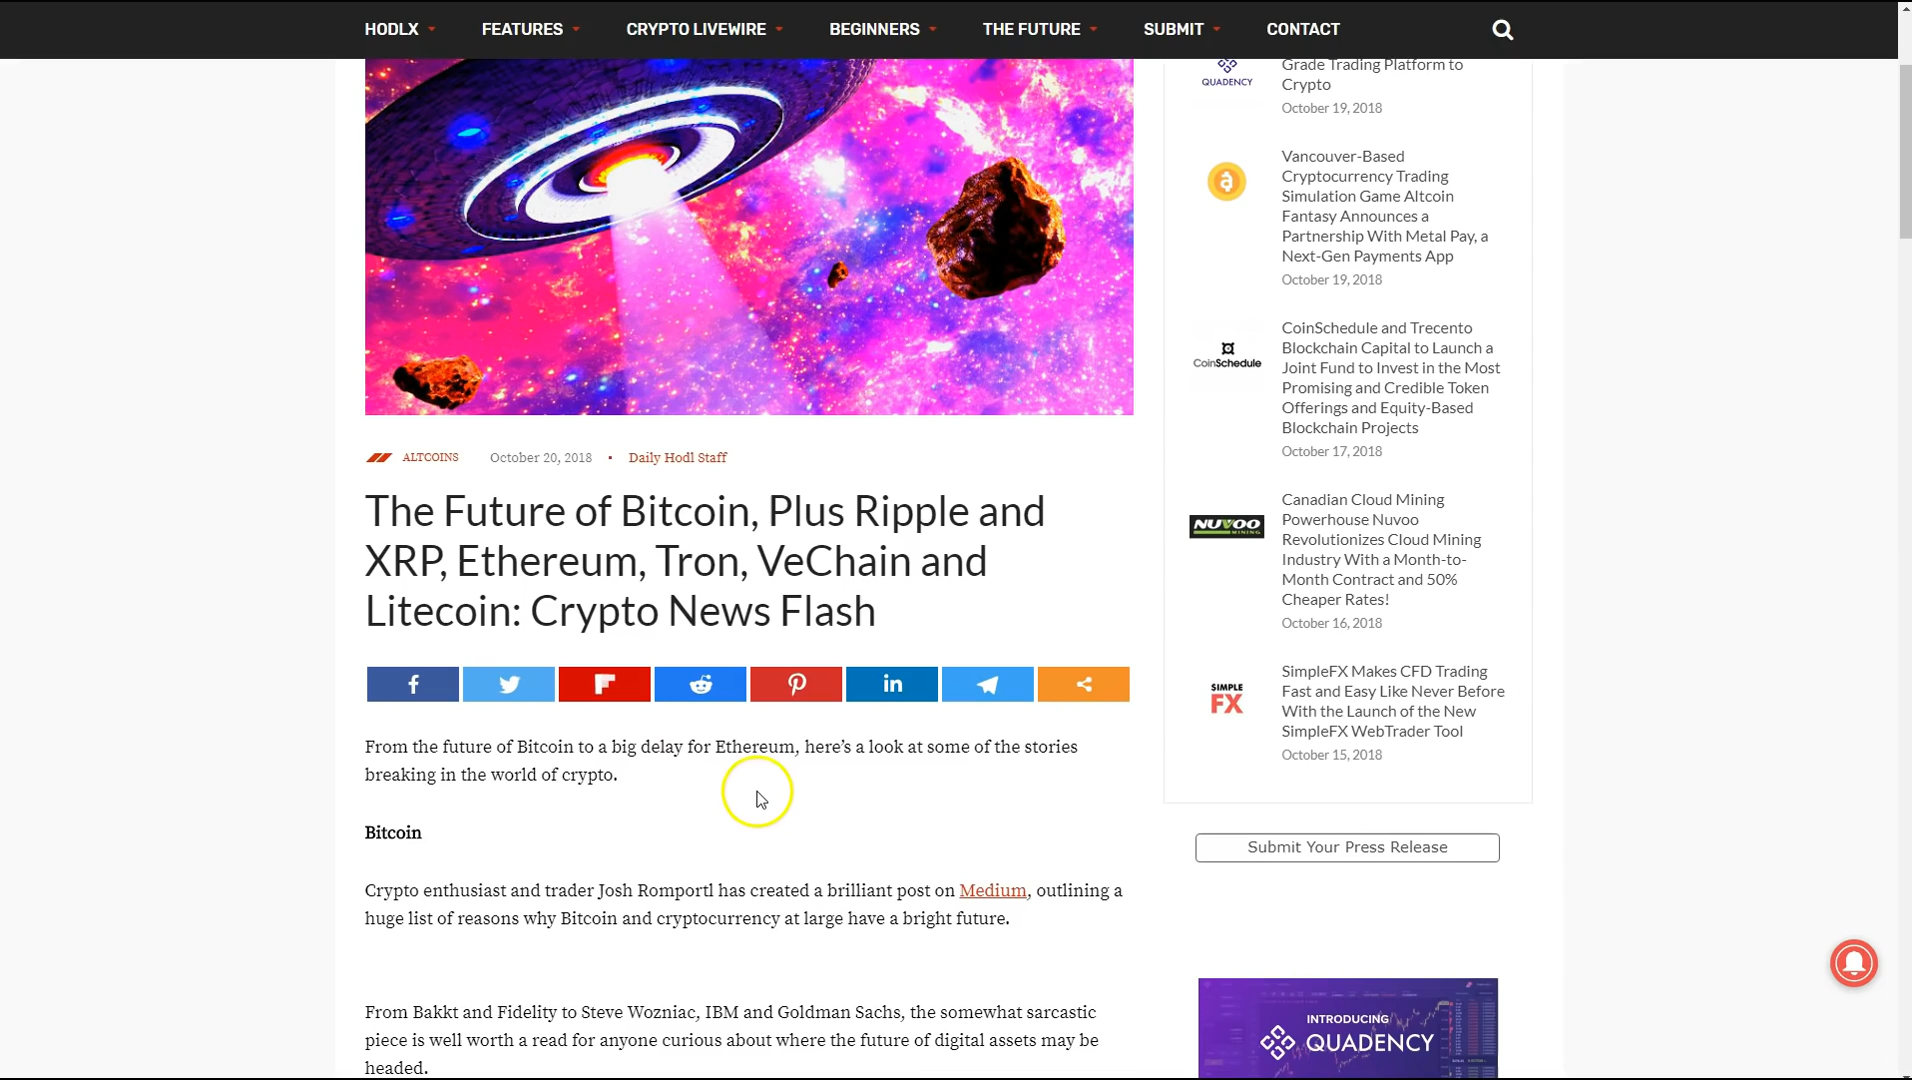 HODLX
FEATURES
CRYPTO LIVEWIRE
BEGINNERS
THE FUTURE
SUBMIT
CONTACT
ALTCOINS
October 20, 2018
Daily Hodl Staff
The Future of Bitcoin, Plus Ripple and
XRP, Ethereum, Tron, VeChain and
Litecoin: Crypto News Flash
From the future of Bitcoin to a big delay for Ethereum, here’s a look at some of the stories
breaking in the world of crypto.
Bitcoin
Crypto enthusiast and trader Josh Romportl has created a brilliant post on Medium, outlining a
huge list of reasons why Bitcoin and cryptocurrency at large have a bright future.
From Bakkt and Fidelity to Steve Wozniac, IBM and Goldman Sachs, the somewhat sarcastic
piece is well worth a read for anyone curious about where the future of digital assets may be
headed.
QUADENCY
Grade Trading Platform to
Crypto
October 19, 2018
Vancouver-Based
Cryptocurrency Trading
Simulation Game Altcoin
Fantasy Announces a
Partnership With Metal Pay, a
Next-Gen Payments App
October 19, 2018
CoinSchedule
CoinSchedule and Trecento
Blockchain Capital to Launch a
Joint Fund to Invest in the Most
Promising and Credible Token
Offerings and Equity-Based
Blockchain Projects
October 17, 2018
NUVOO
MINING
Canadian Cloud Mining
Powerhouse Nuvoo
Revolutionizes Cloud Mining
Industry With a Month-to-
Month Contract and 50%
Cheaper Rates!
October 16, 2018
SIMPLE
FX
SimpleFX Makes CFD Trading
Fast and Easy Like Never Before
With the Launch of the New
SimpleFX WebTrader Tool
October 15, 2018
Submit Your Press Release
INTRODUCING
QUADENCY